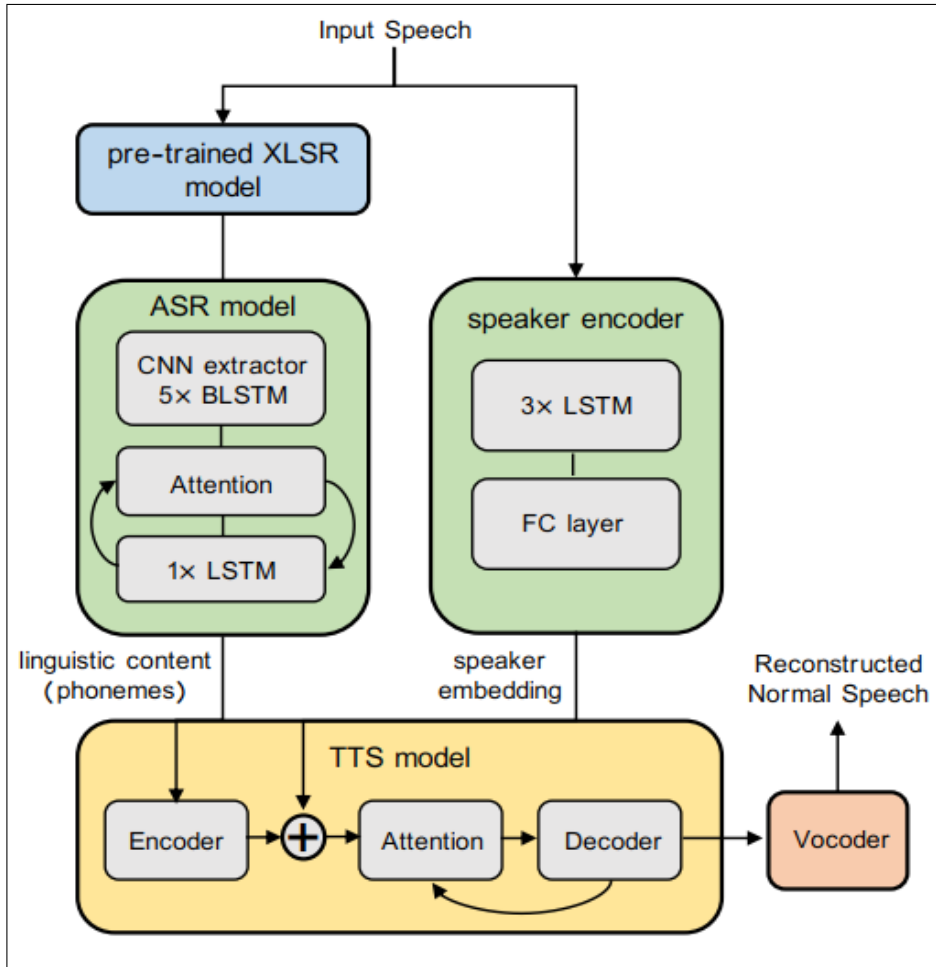 Input Speech
pre-trained XLSR
model
ASR model
CNN extractor
5× BLSTM
Attention
1× LSTM
speaker encoder
3× LSTM
FC layer
linguistic content
(phonemes)
speaker
embedding
Reconstructed
Normal Speech
TTS model
Encoder
+
Attention
Decoder
Vocoder